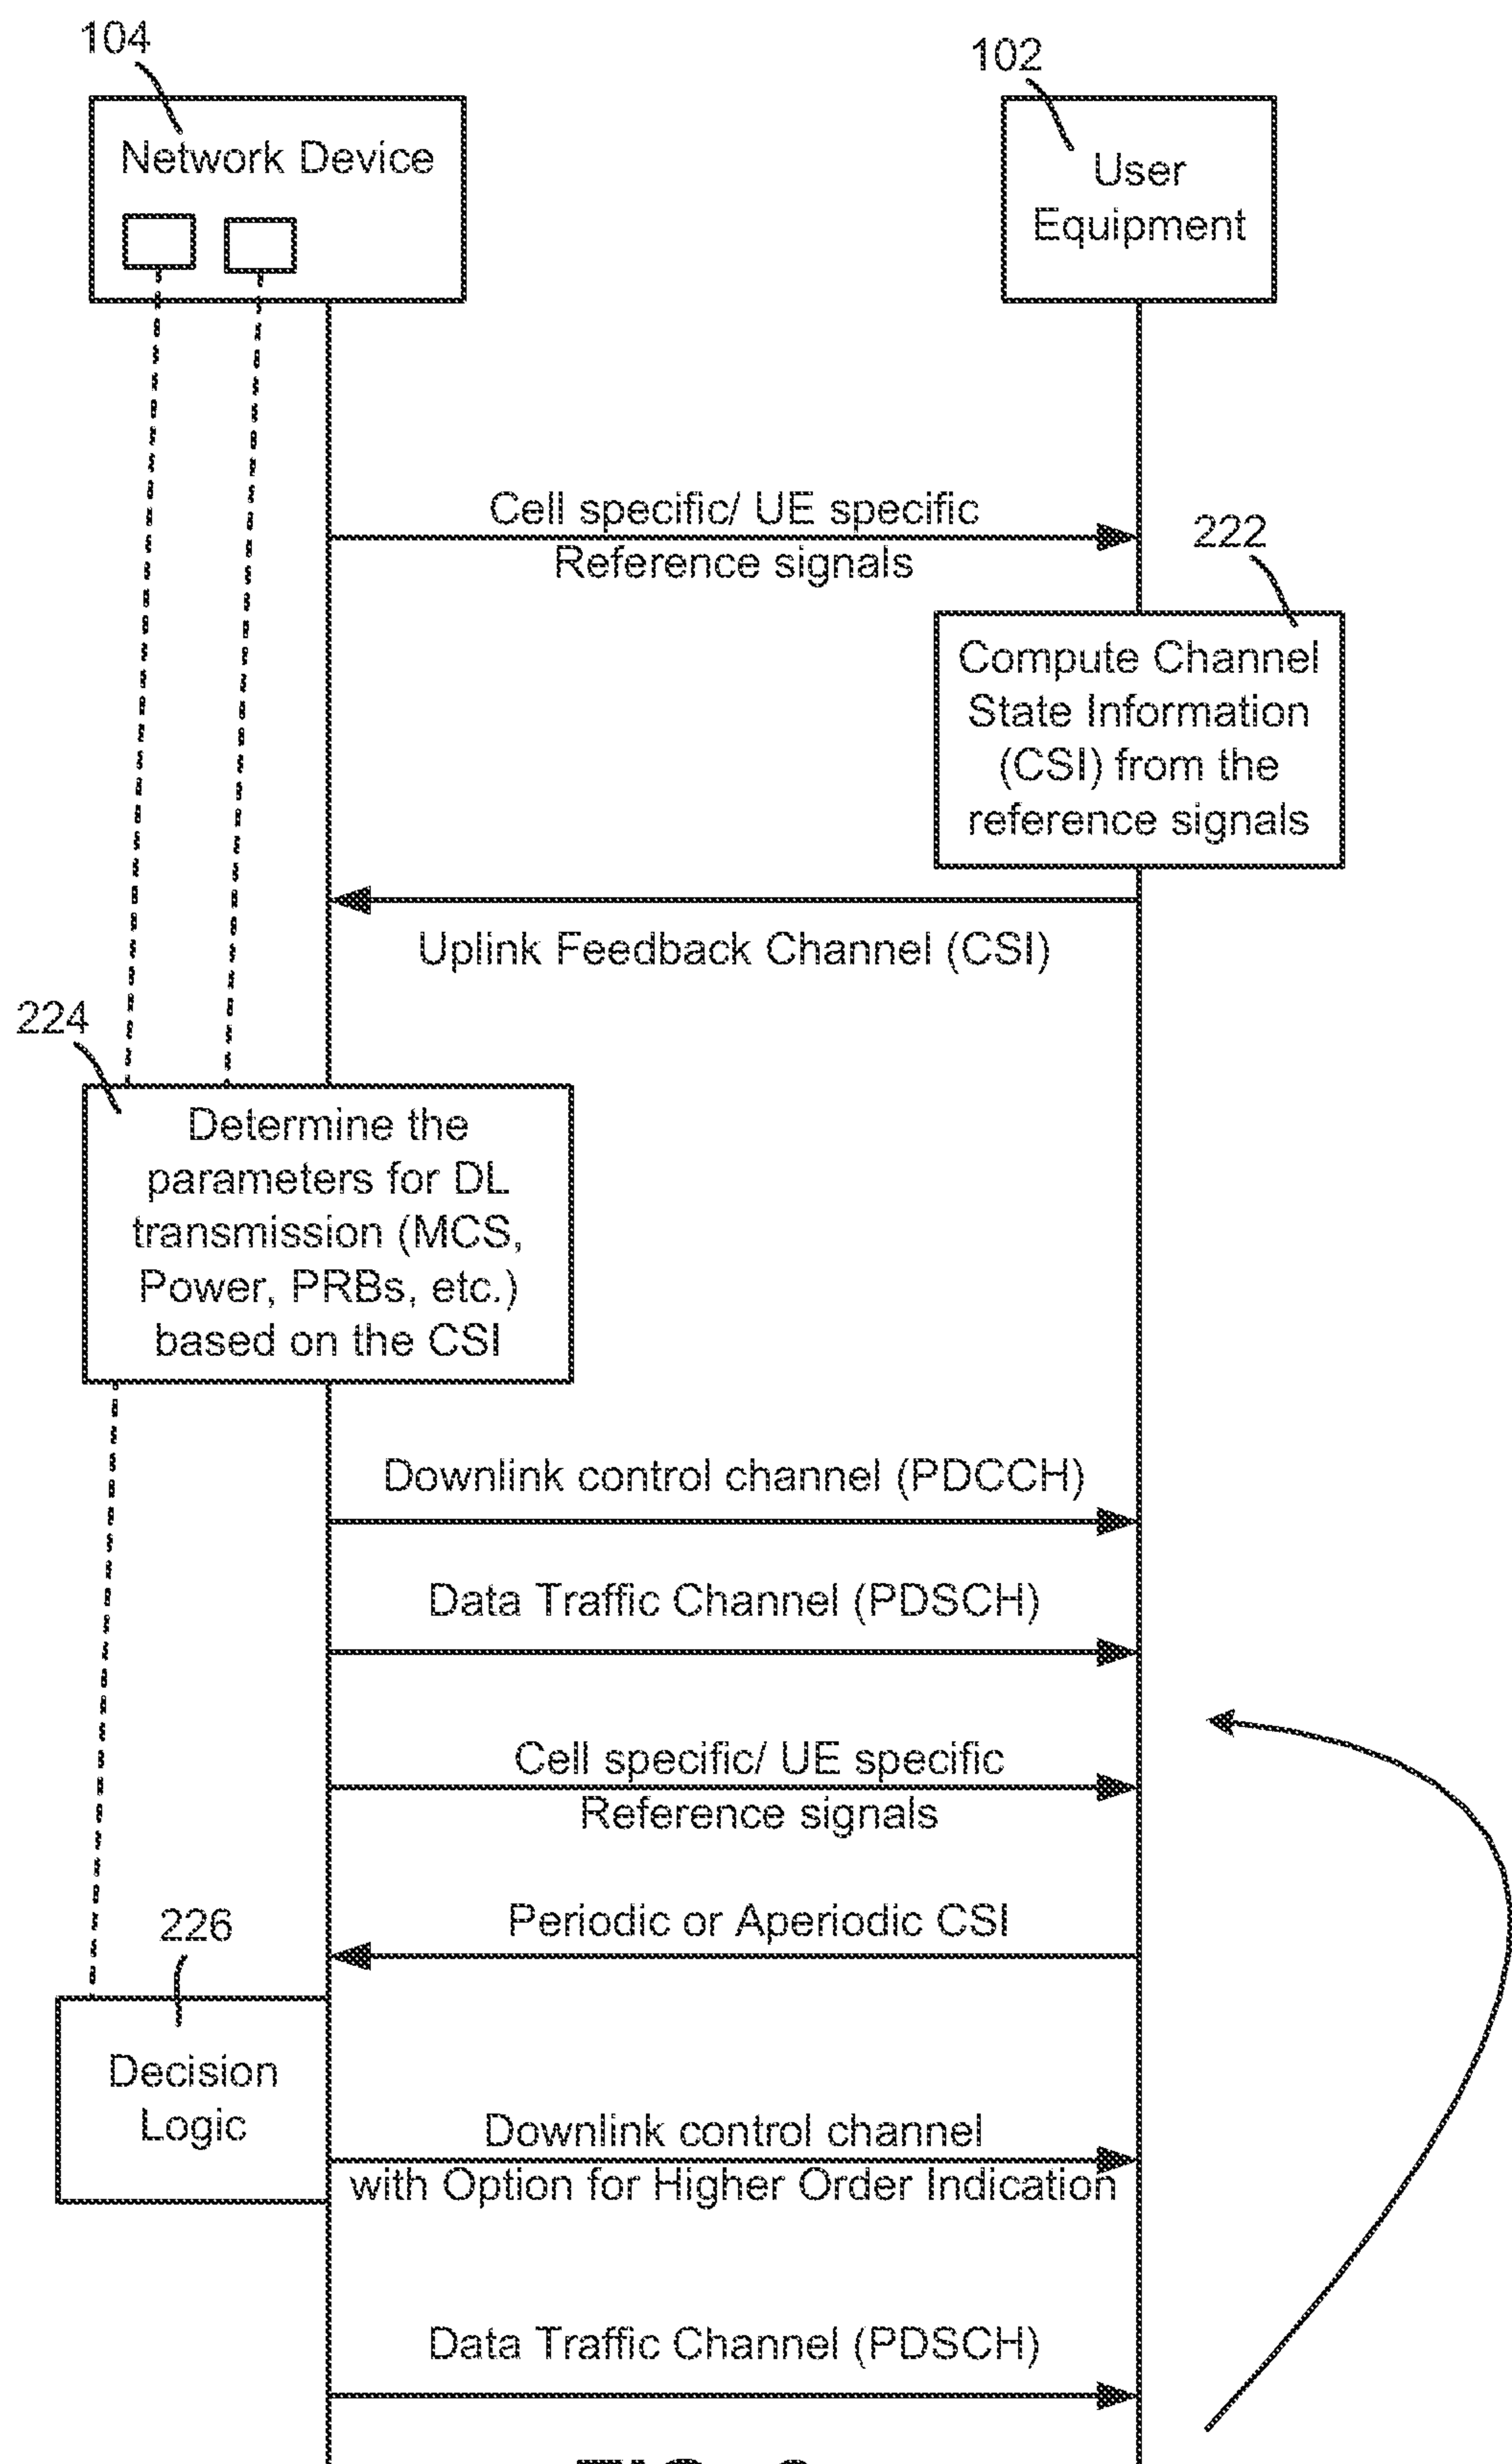 104
102
Network Device
User
Equipment
Cell specific/ UE specific
Reference signals
222
Compute Channel
State Information
(CSI) from the
reference signals
Uplink Feedback Channel (CSI)
224
Determine the
parameters for DL
transmission (MCS,
Power, PRBs, etc.)
based on the CSI
Downlink control channel (PDCCH)
Data Traffic Channel (PDSCH)
Cell specific/ UE specific
Reference signals
Periodic or Aperiodic CSI
226
Decision
Logic
Downlink control channel
with Option for Higher Order Indication
Data Traffic Channel (PDSCH)